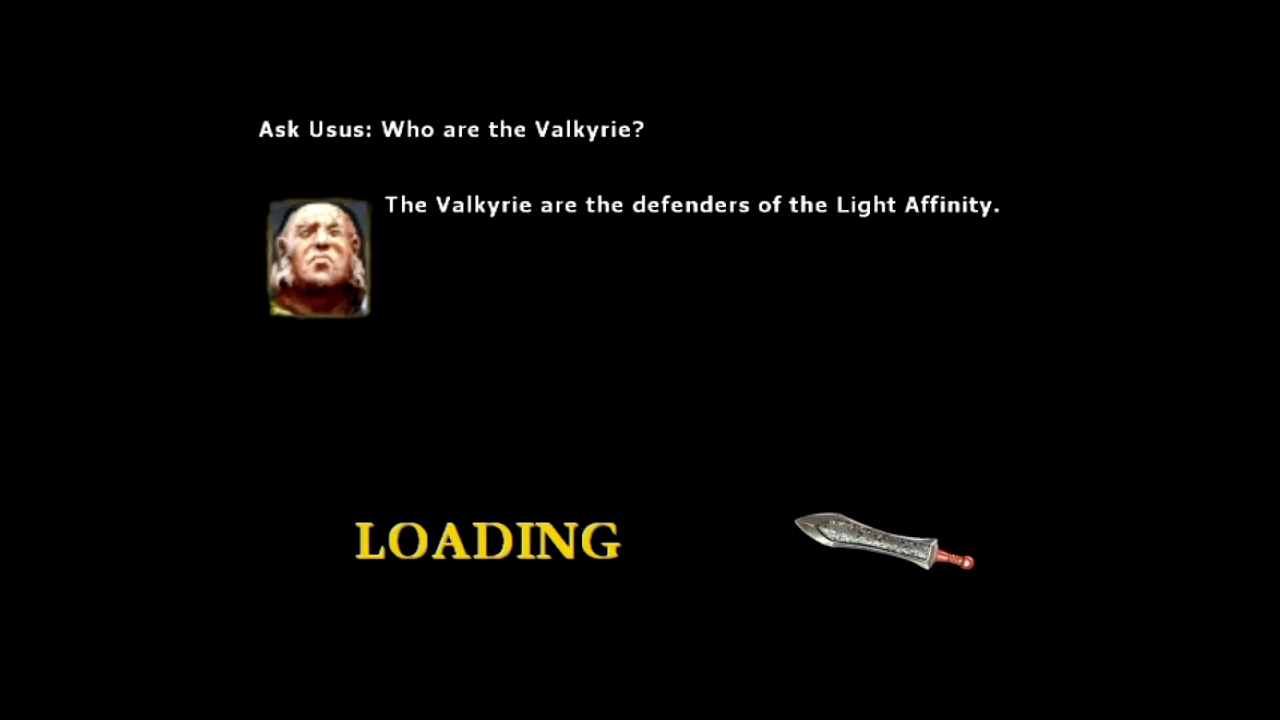 Ask Usus: Who are the Valkyrie?
The Valkyrie are the defenders of the Light Affinity.
LOADING